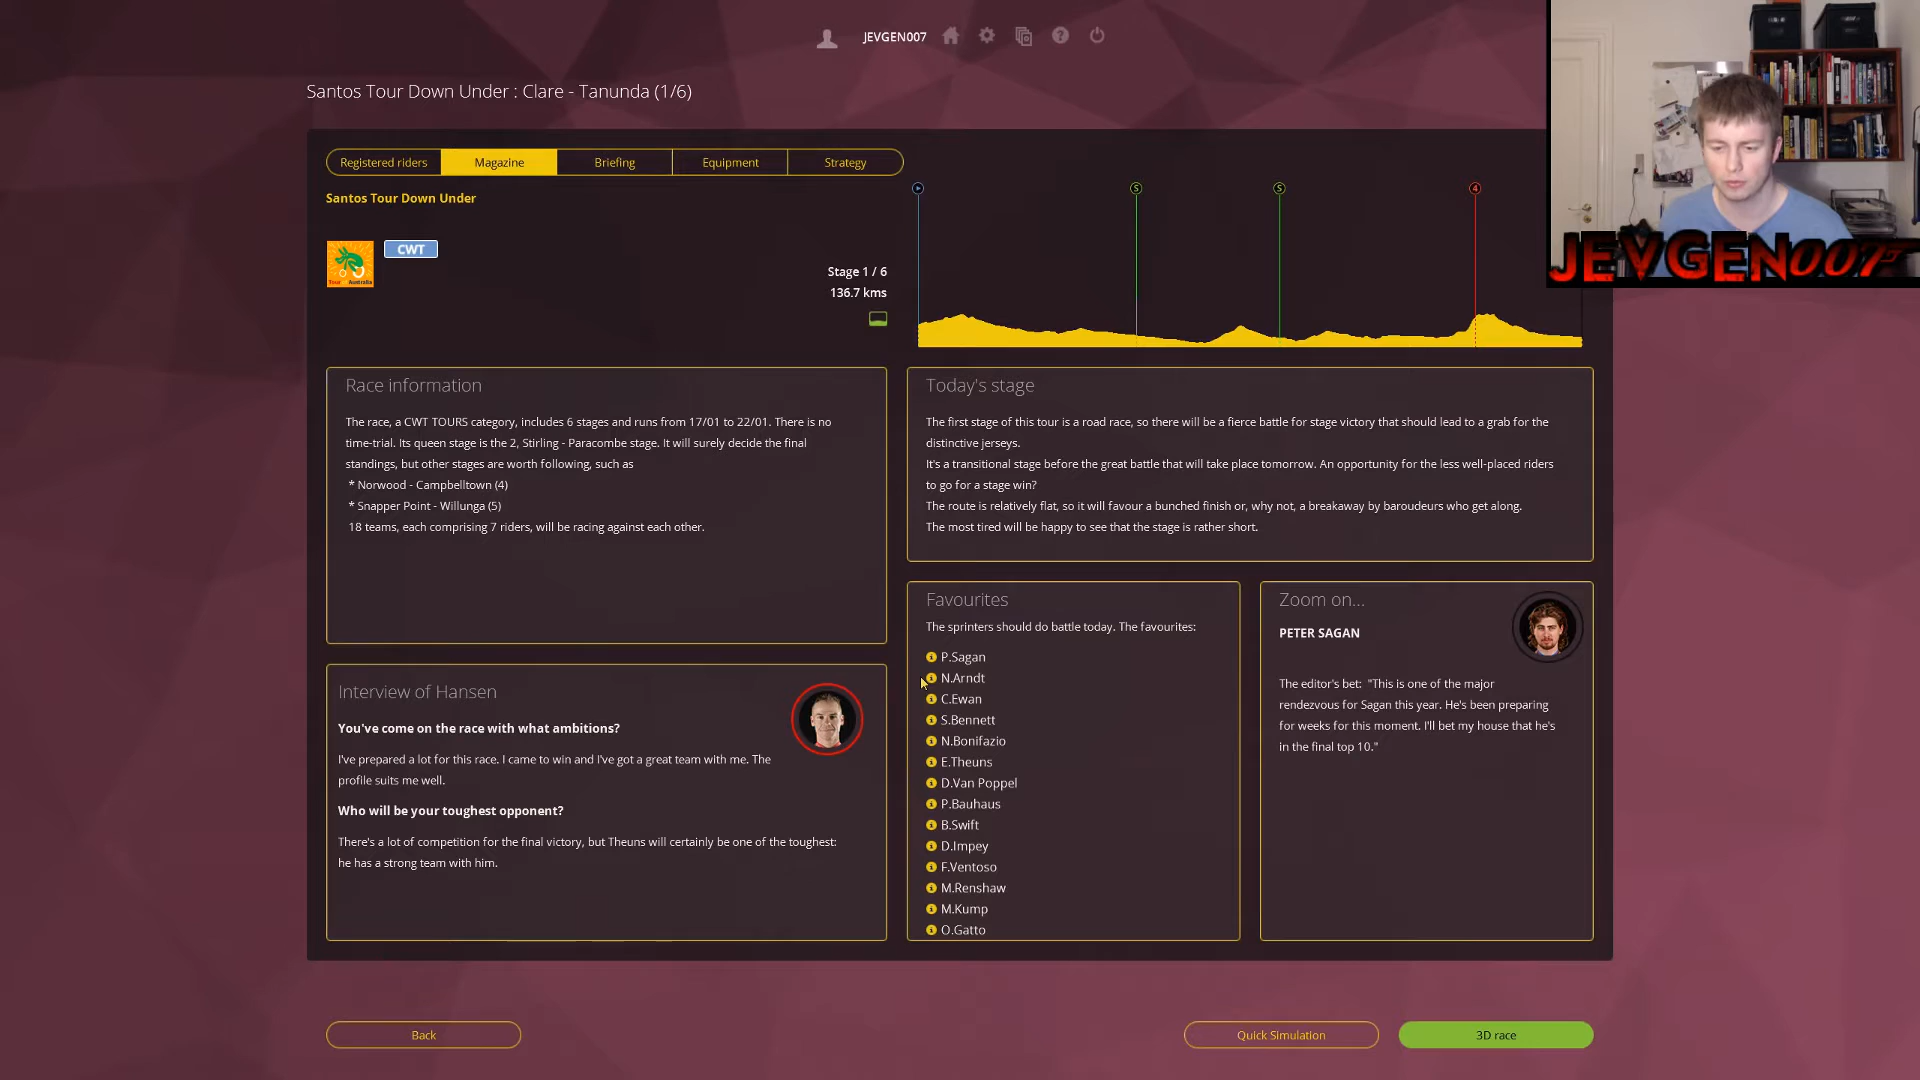 JEVGEN007
Santos Tour Down Under : Clare - Tanunda (1/6)
Registered riders
Magazine
Briefing
Equipment
Strategy
Santos Tour Down Under
CWT
Stage 1 / 6
136.7 kms
S
S
4
JEVGEN007
Race information
The race, a CWT TOURS category, includes 6 stages and runs from 17/01 to 22/01. There is no
time-trial. Its queen stage is the 2, Stirling - Paracombe stage. It will surely decide the final
standings, but other stages are worth following, such as
* Norwood - Campbelltown (4)
* Snapper Point - Willunga (5)
18 teams, each comprising 7 riders, will be racing against each other.
Today's stage
The first stage of this tour is a road race, so there will be a fierce battle for stage victory that should lead to a grab for the
distinctive jerseys.
It's a transitional stage before the great battle that will take place tomorrow. An opportunity for the less well-placed riders
to go for a stage win?
The route is relatively flat, so it will favour a bunched finish or, why not, a breakaway by baroudeurs who get along.
The most tired will be happy to see that the stage is rather short.
Interview of Hansen
You've come on the race with what ambitions?
I've prepared a lot for this race. I came to win and I've got a great team with me. The
profile suits me well.
Who will be your toughest opponent?
There's a lot of competition for the final victory, but Theuns will certainly be one of the toughest:
he has a strong team with him.
Favourites
The sprinters should do battle today. The favourites:
P.Sagan
N.Arndt
C.Ewan
S.Bennett
N.Bonifazio
E.Theuns
D.Van Poppel
P.Bauhaus
B.Swift
D.Impey
F.Ventoso
M.Renshaw
M.Kump
O.Gatto
Zoom on...
PETER SAGAN
The editor's bet:  "This is one of the major
rendezvous for Sagan this year. He's been preparing
for weeks for this moment. I'll bet my house that he's
in the final top 10."
Back
Quick Simulation
3D race